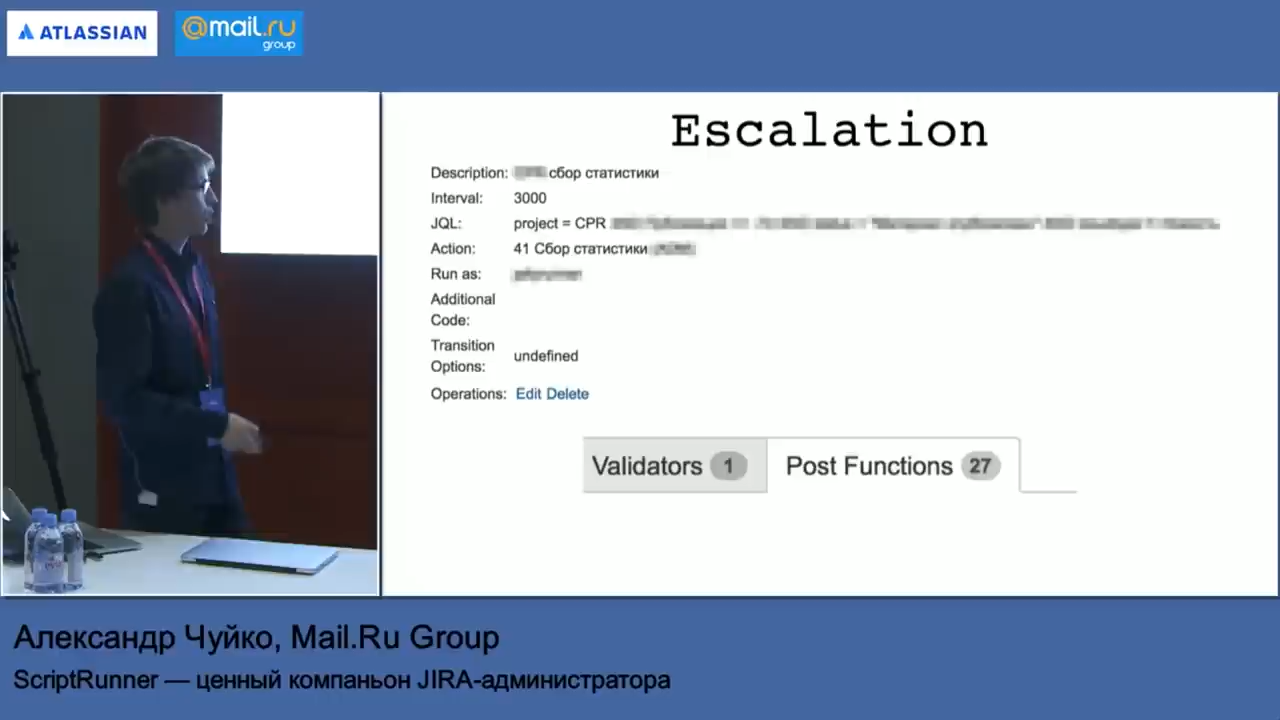 ATLASSIAN
@mail.ru
group
Escalation
Description: сбор статистики
Interval: 3000
JQL: project = CPR
Action: 41 Сбор статистики
Run as:
Additional
Code:
Transition
Options: undefined
Operations: Edit Delete
Validators 1 Post Functions 27
Александр Чуйко, Mail.Ru Group
ScriptRunner — ценный компаньон JIRA-администратора